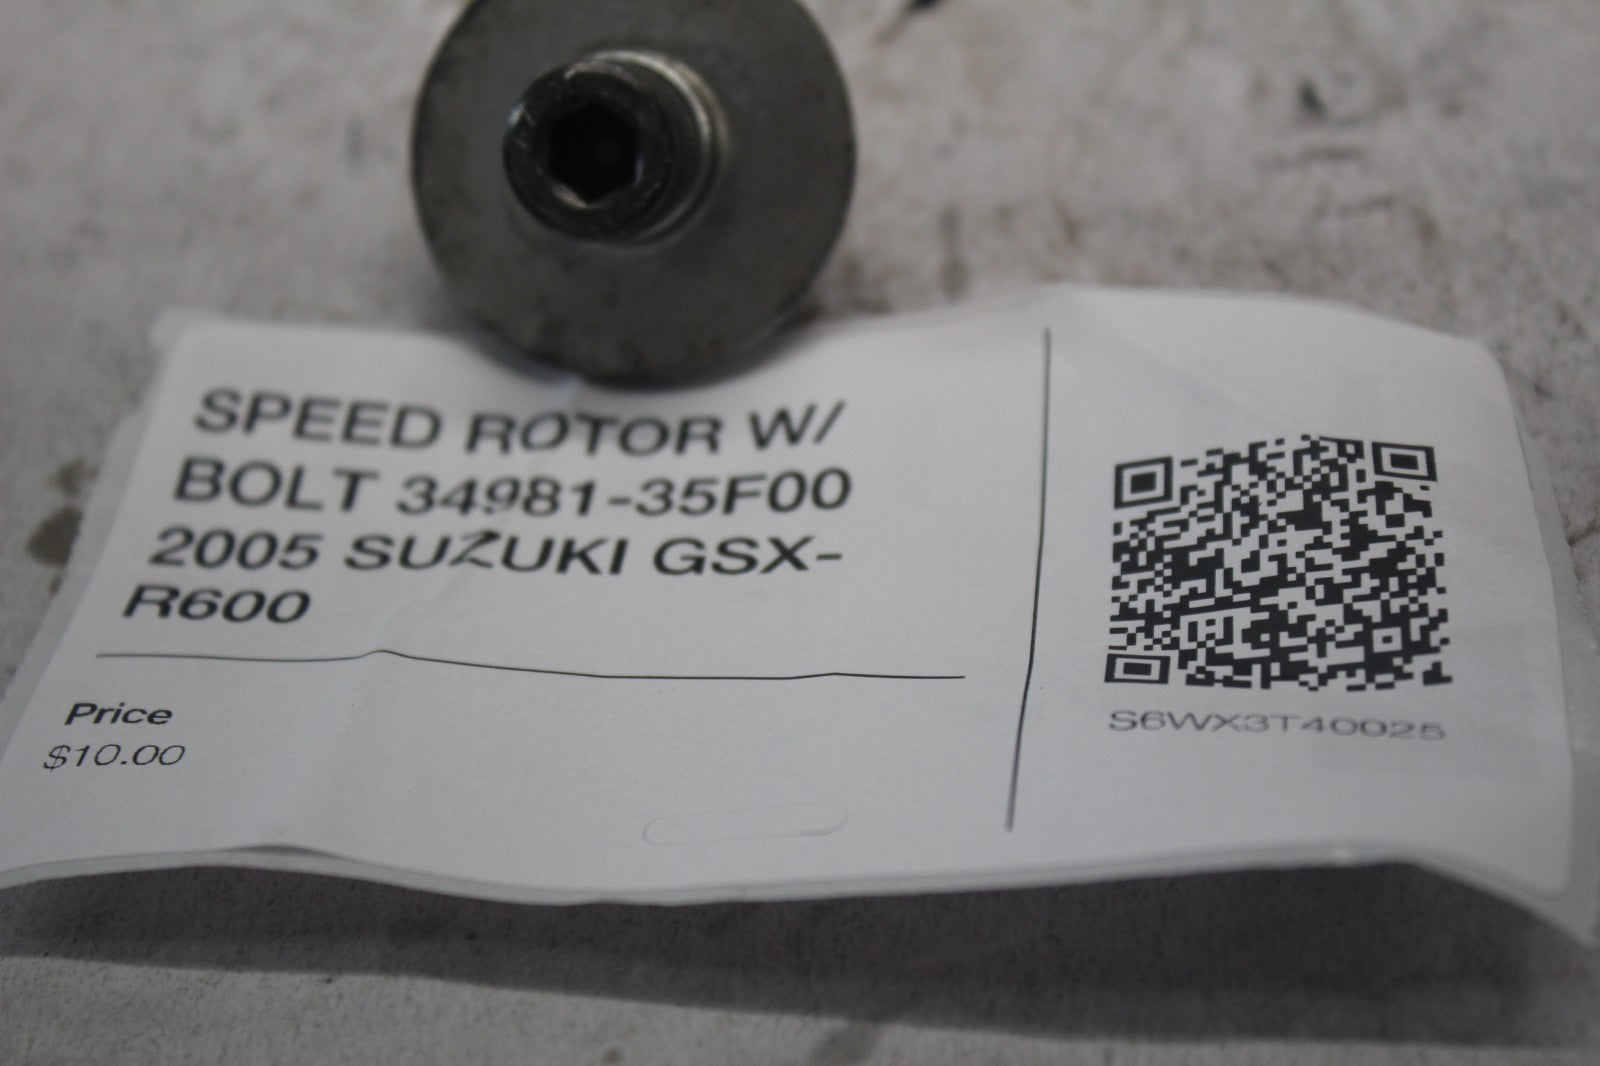 SPEED ROTOR W/
BOLT 34981-35F00
2005 SUZUKI GSX-
R600
Price
$10.00
S6WX3T40025